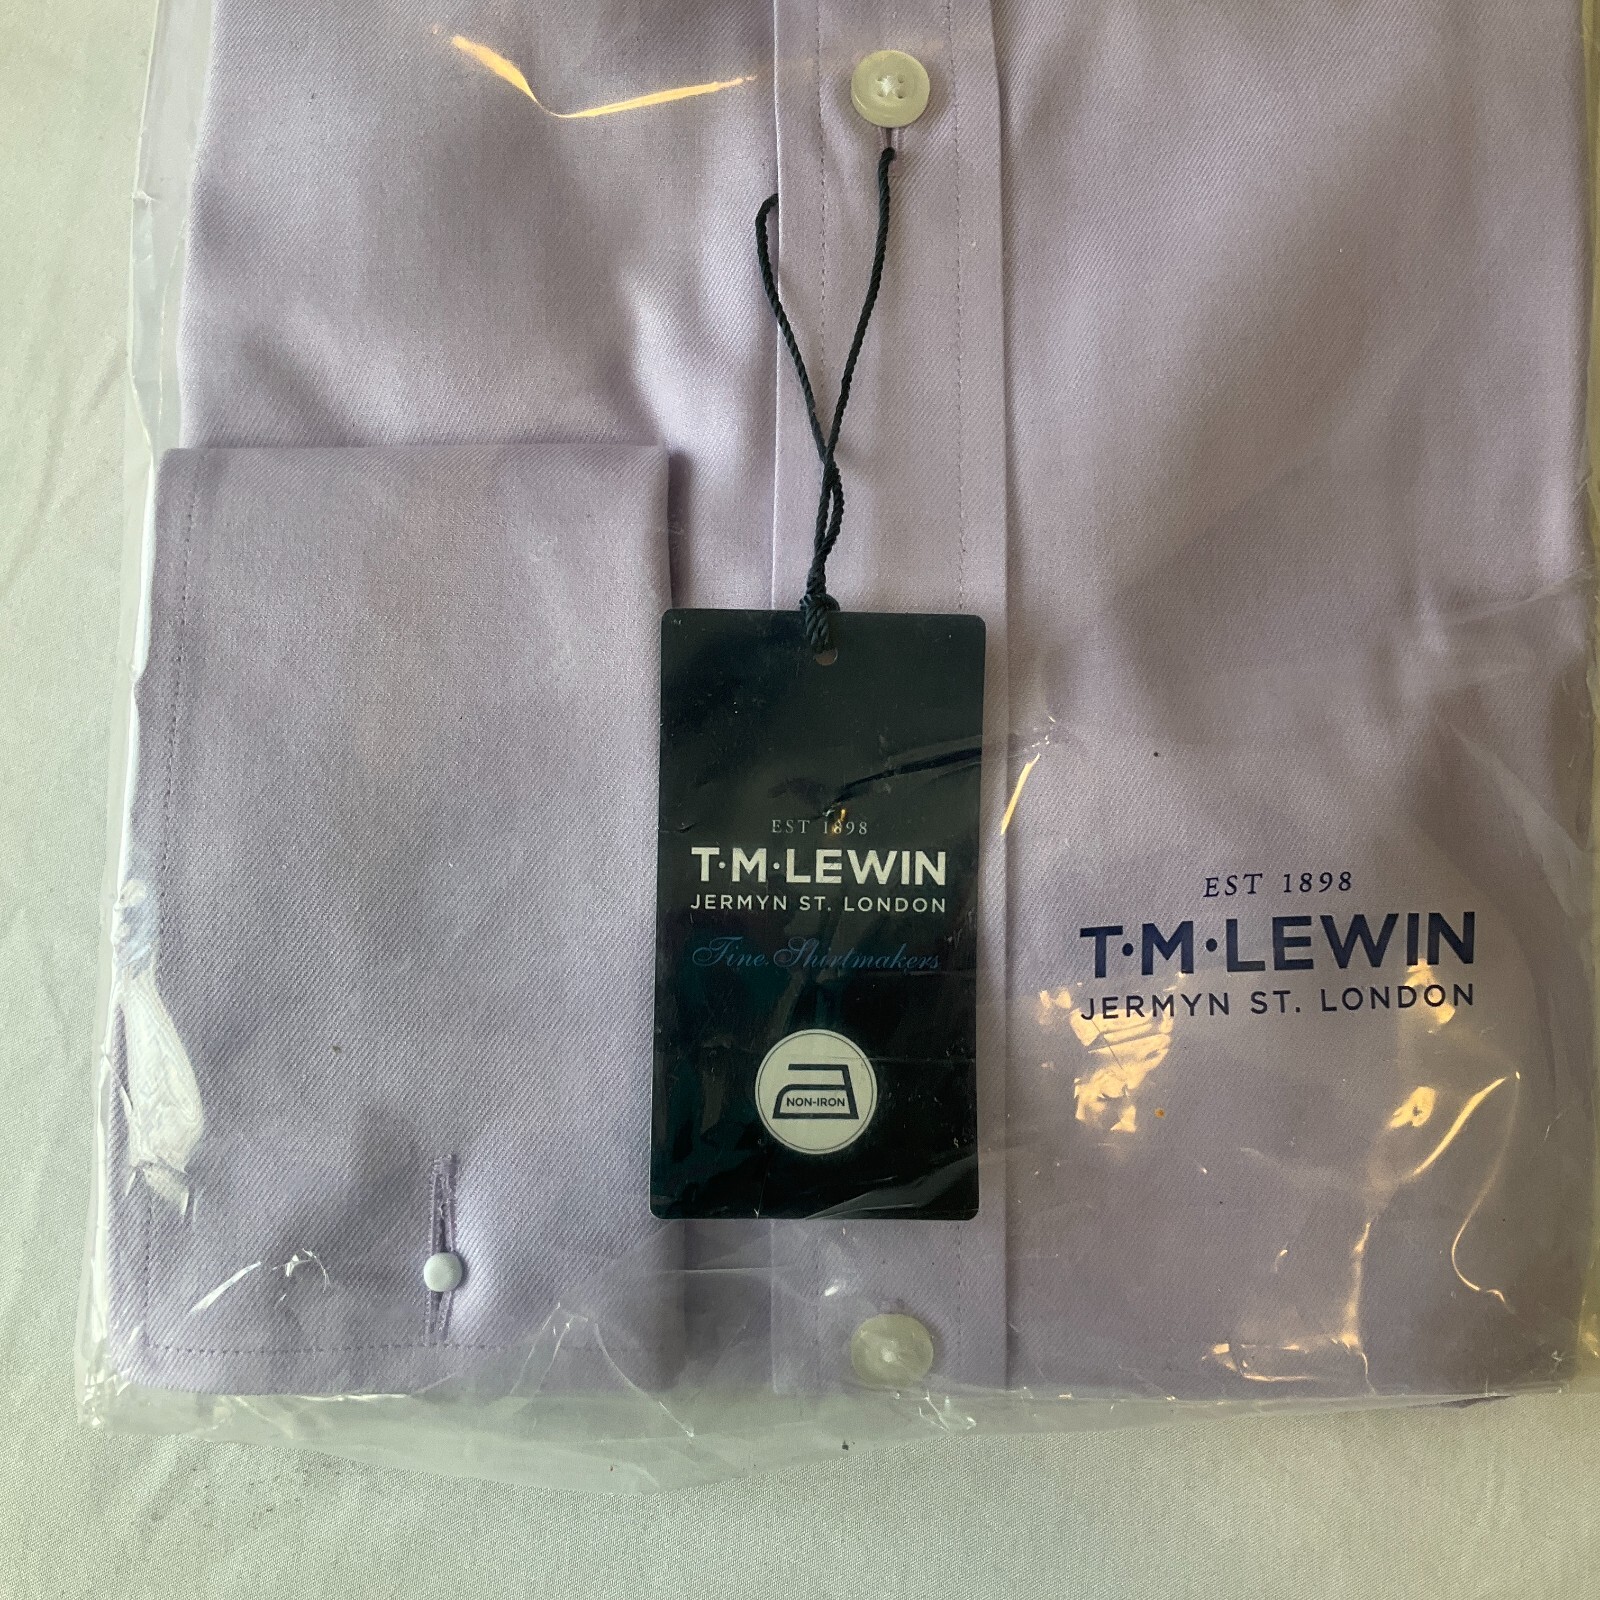 EST 1898
T·M·LEWIN
JERMYN ST. LONDON
Fine Shirtmakers
NON-IRON
EST 1898
T·M·LEWIN
JERMYN ST. LONDON